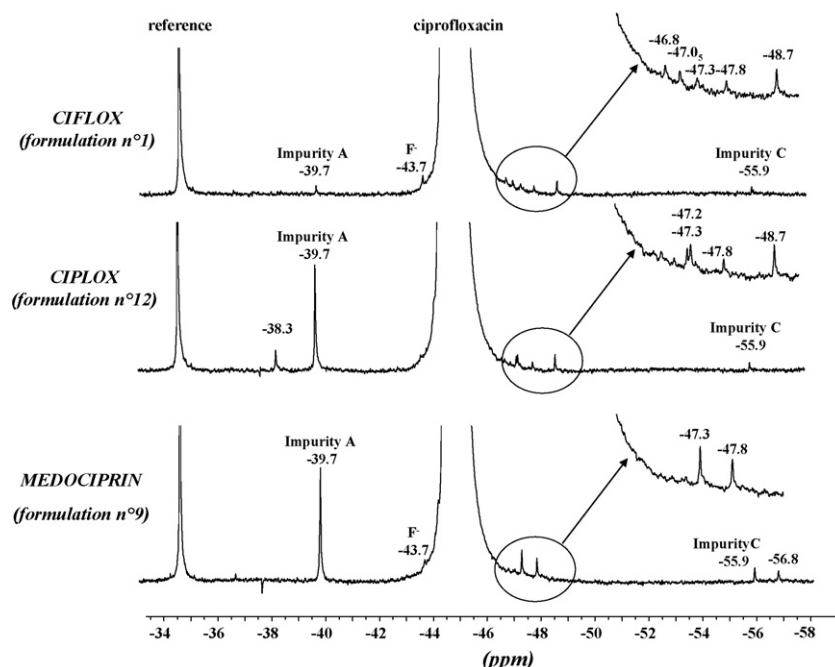 reference
ciprofloxacin
-46.8
-47.05
-47.3
-47.8
-48.7
CIFLOX
(formulation n°1)
Impurity A
-39.7
F-
-43.7
Impurity C
-55.9
CIPLOX
(formulation n°12)
-38.3
Impurity A
-39.7
-47.2
-47.3
-47.8
-48.7
Impurity C
-55.9
MEDOCIPRIN
(formulation n°9)
Impurity A
-39.7
F-
-43.7
-47.3
-47.8
ImpurityC
-55.9
-56.8
-34 -36 -38 -40 -42 -44 -46 -48 -50 -52 -54 -56 -58
(ppm)